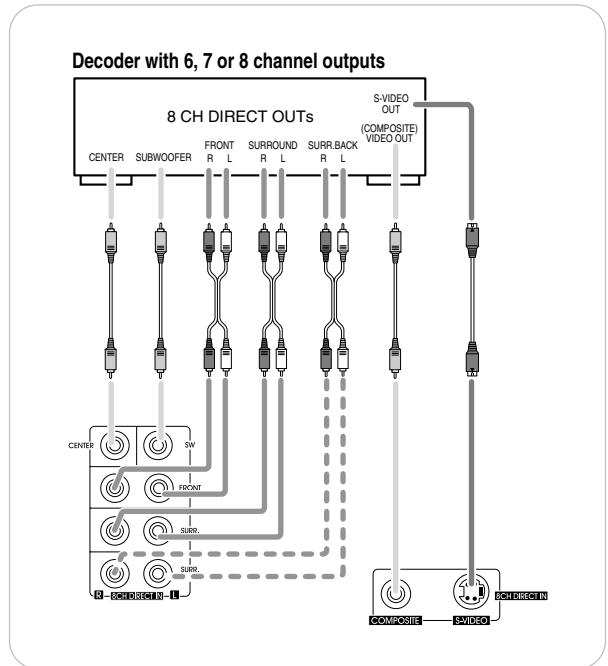 Decoder with 6, 7 or 8 channel outputs
8 CH DIRECT OUTs
S-VIDEO
OUT
(COMPOSITE)
VIDEO OUT
CENTER
SUBWOOFER
FRONT
R L
SURROUND
R L
SURR.BACK
R L
CENTER
SW
FRONT
SURR.
SURR.
R 8CH DIRECT IN L
8CH DIRECT IN
COMPOSITE
S-VIDEO